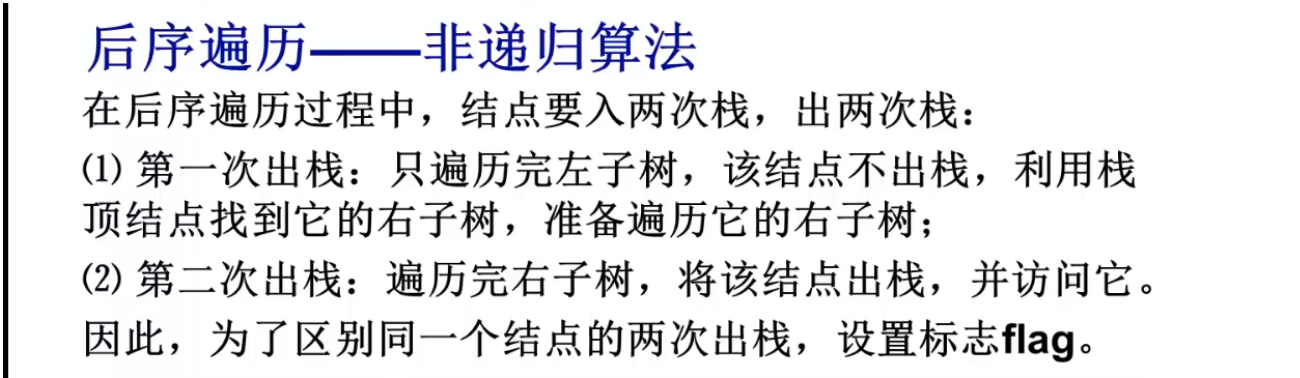 后序遍历——非递归算法
在后序遍历过程中，结点要入两次栈，出两次栈：
⑴ 第一次出栈：只遍历完左子树，该结点不出栈，利用栈
顶结点找到它的右子树，准备遍历它的右子树；
⑵ 第二次出栈：遍历完右子树，将该结点出栈，并访问它。
因此，为了区别同一个结点的两次出栈，设置标志flag。